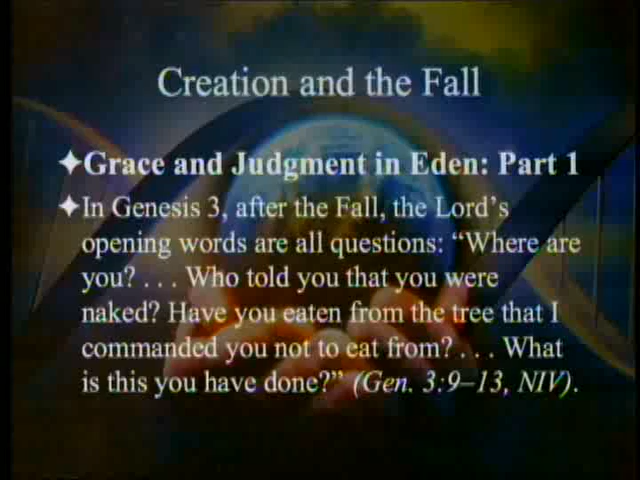 Creation and the Fall
✦Grace and Judgment in Eden: Part 1
✦In Genesis 3, after the Fall, the Lord’s
opening words are all questions: “Where are
you? . . . Who told you that you were
naked? Have you eaten from the tree that I
commanded you not to eat from? . . . What
is this you have done?” (Gen. 3:9–13, NIV).